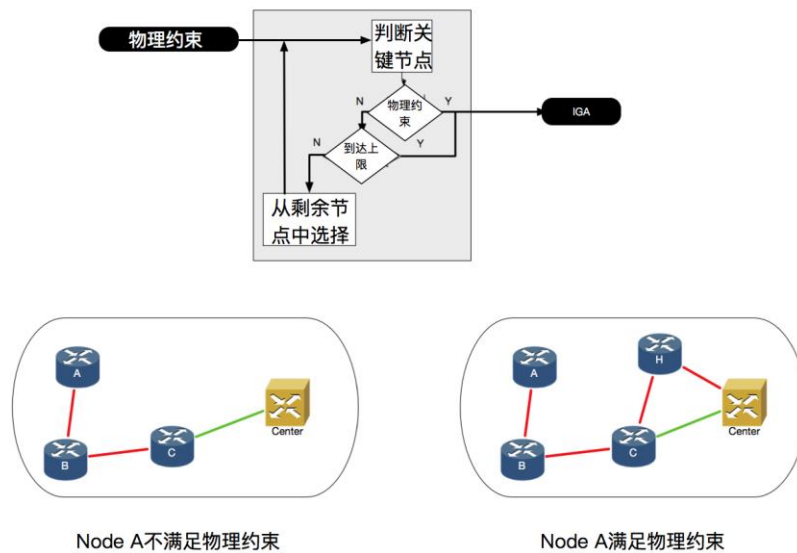 物理约束
判断关
键节点
N
物理约
束
Y
IGA
N
到达上
限
Y
从剩余节
点中选择
A
B
C
Center
A
H
B
C
Center
Node A不满足物理约束
Node A满足物理约束